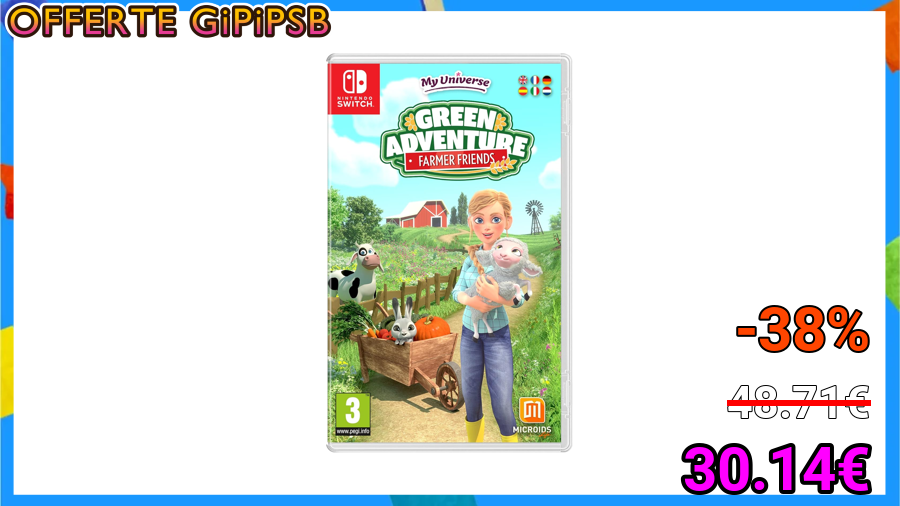 OFFERTE GiPiPSB
NINTENDO
SWITCH.
My Universe
GREEN
ADVENTURE
FARMER FRIENDS
3
www.pegi.info
MICROIDS
-38%
48.71€
30.14€